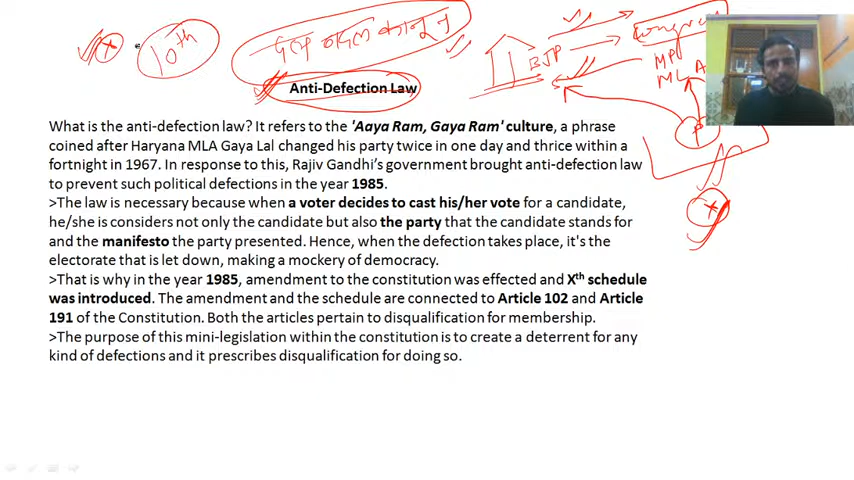 10th
दल बदल कानून
BJP
Congress
MP
MLA
P
Anti-Defection Law
What is the anti-defection law? It refers to the 'Aaya Ram, Gaya Ram' culture, a phrase
coined after Haryana MLA Gaya Lal changed his party twice in one day and thrice within a
fortnight in 1967. In response to this, Rajiv Gandhi's government brought anti-defection law
to prevent such political defections in the year 1985.
>The law is necessary because when a voter decides to cast his/her vote for a candidate,
he/she is considers not only the candidate but also the party that the candidate stands for
and the manifesto the party presented. Hence, when the defection takes place, it's the
electorate that is let down, making a mockery of democracy.
>That is why in the year 1985, amendment to the constitution was effected and Xth schedule
was introduced. The amendment and the schedule are connected to Article 102 and Article
191 of the Constitution. Both the articles pertain to disqualification for membership.
>The purpose of this mini-legislation within the constitution is to create a deterrent for any
kind of defections and it prescribes disqualification for doing so.